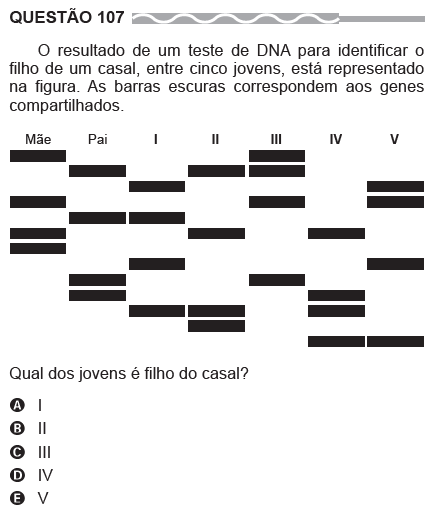 QUESTÃO 107
O resultado de um teste de DNA para identificar o
filho de um casal, entre cinco jovens, está representado
na figura. As barras escuras correspondem aos genes
compartilhados.
Mãe Pai I II III IV V
Qual dos jovens é filho do casal?
A I
B II
C III
D IV
E V